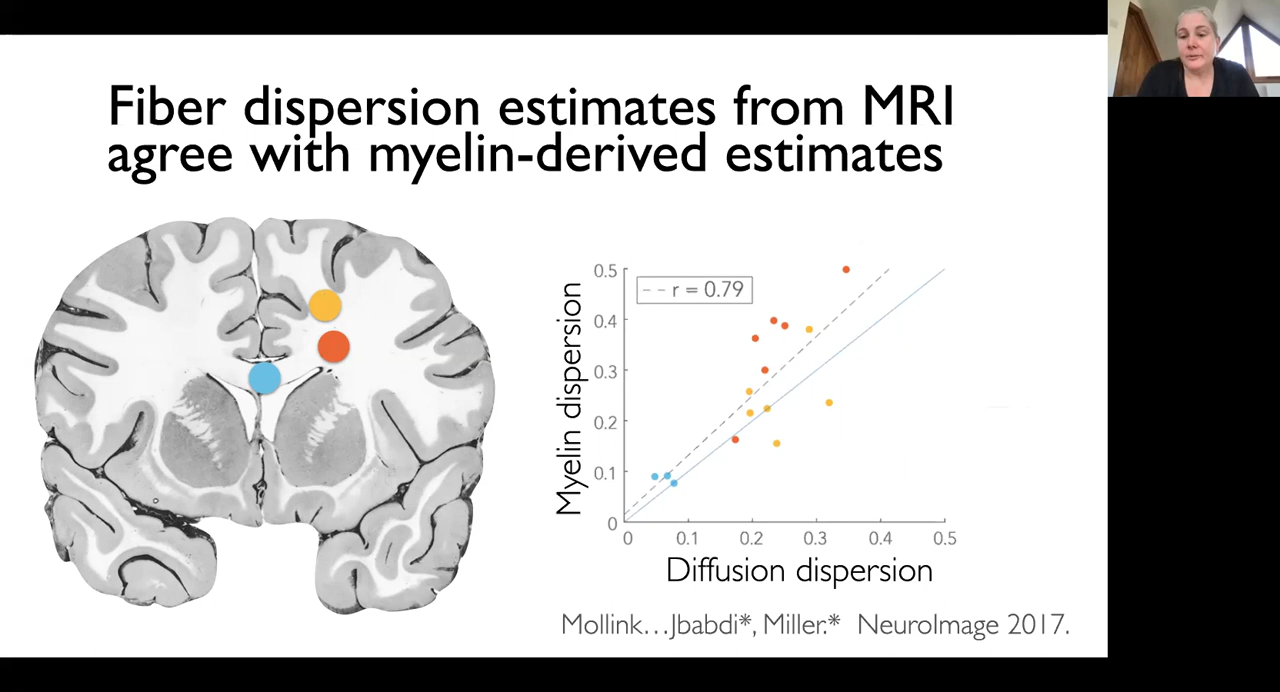 Fiber dispersion estimates from MRI
agree with myelin-derived estimates
Myelin dispersion
0.5
0.4
0.3
0.2
0.1
0
-- r = 0.79
0 0.1 0.2 0.3 0.4 0.5
Diffusion dispersion
Mollink…Jbabdi*, Miller.* NeuroImage 2017.